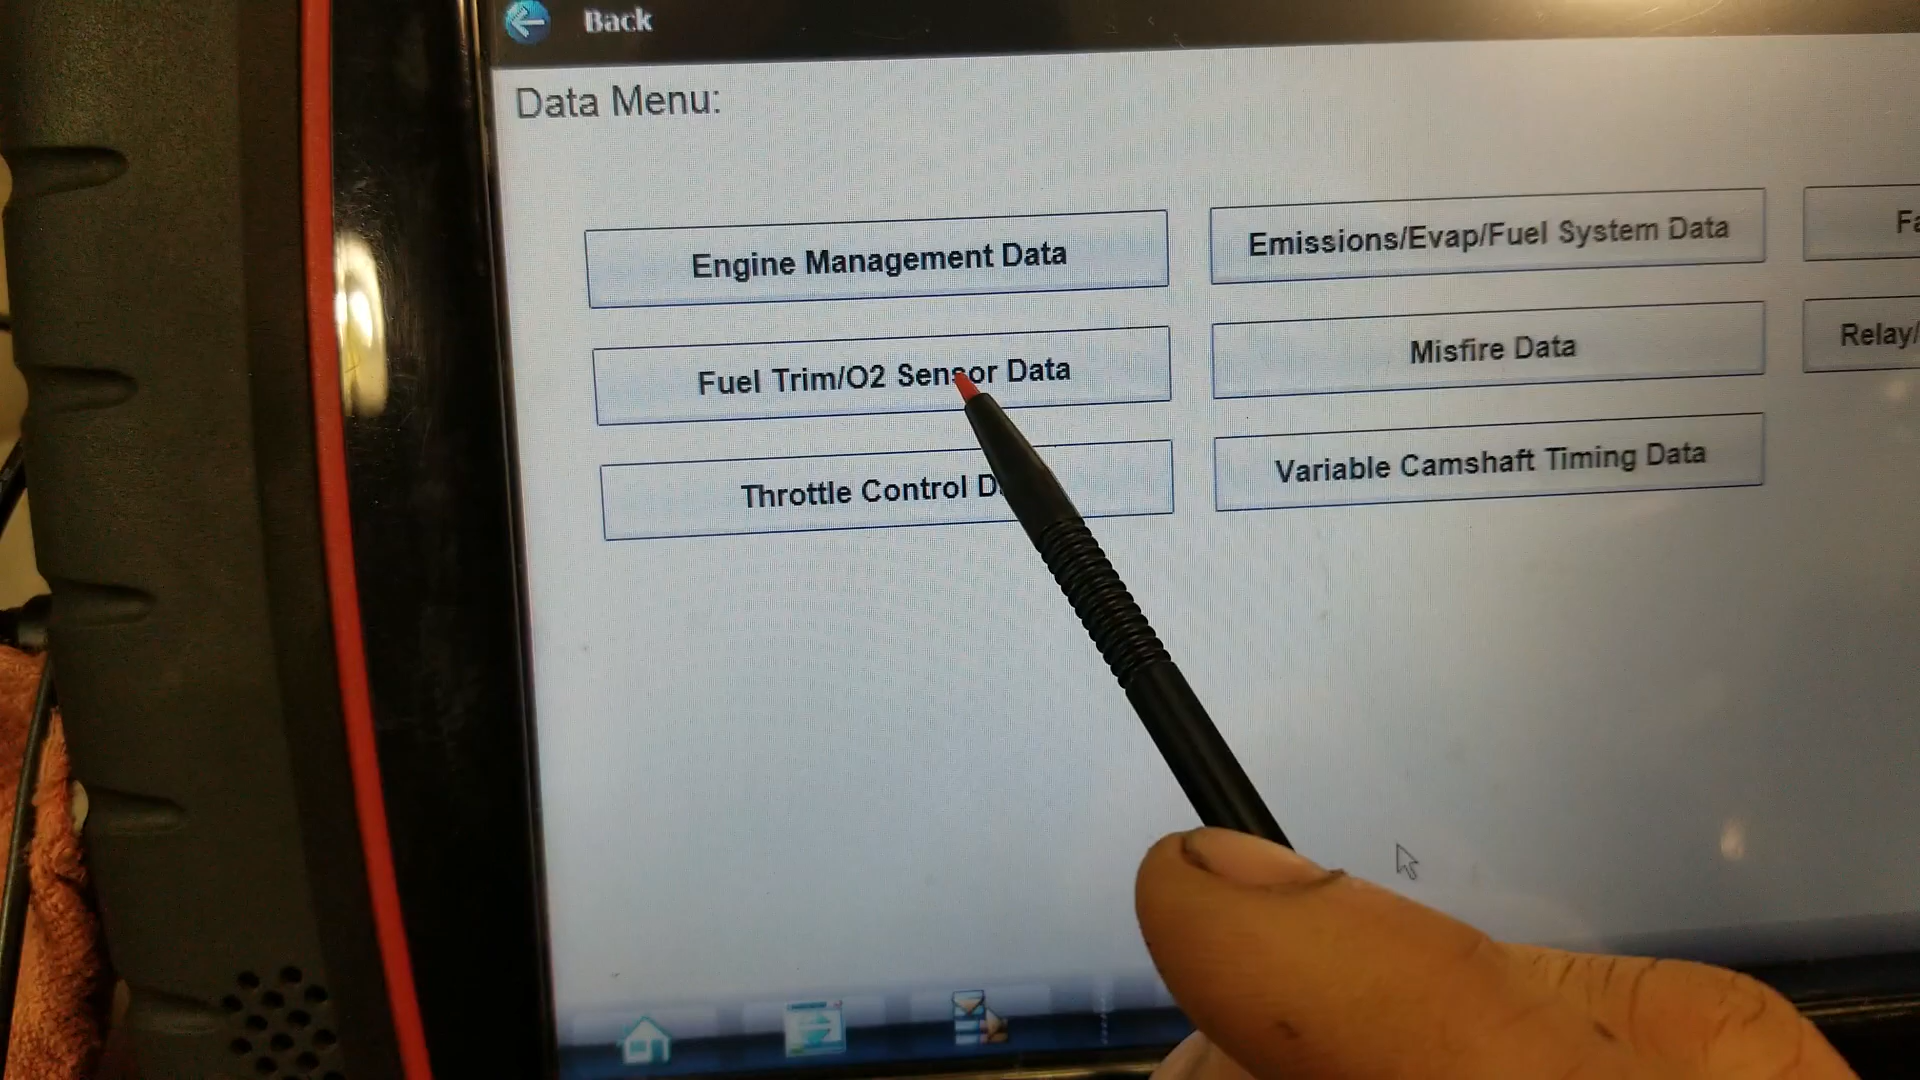 Back
Data Menu:
Engine Management Data
Emissions/Evap/Fuel System Data
Fuel Trim/O2 Sensor Data
Misfire Data
Relay/
Throttle Control
Variable Camshaft Timing Data